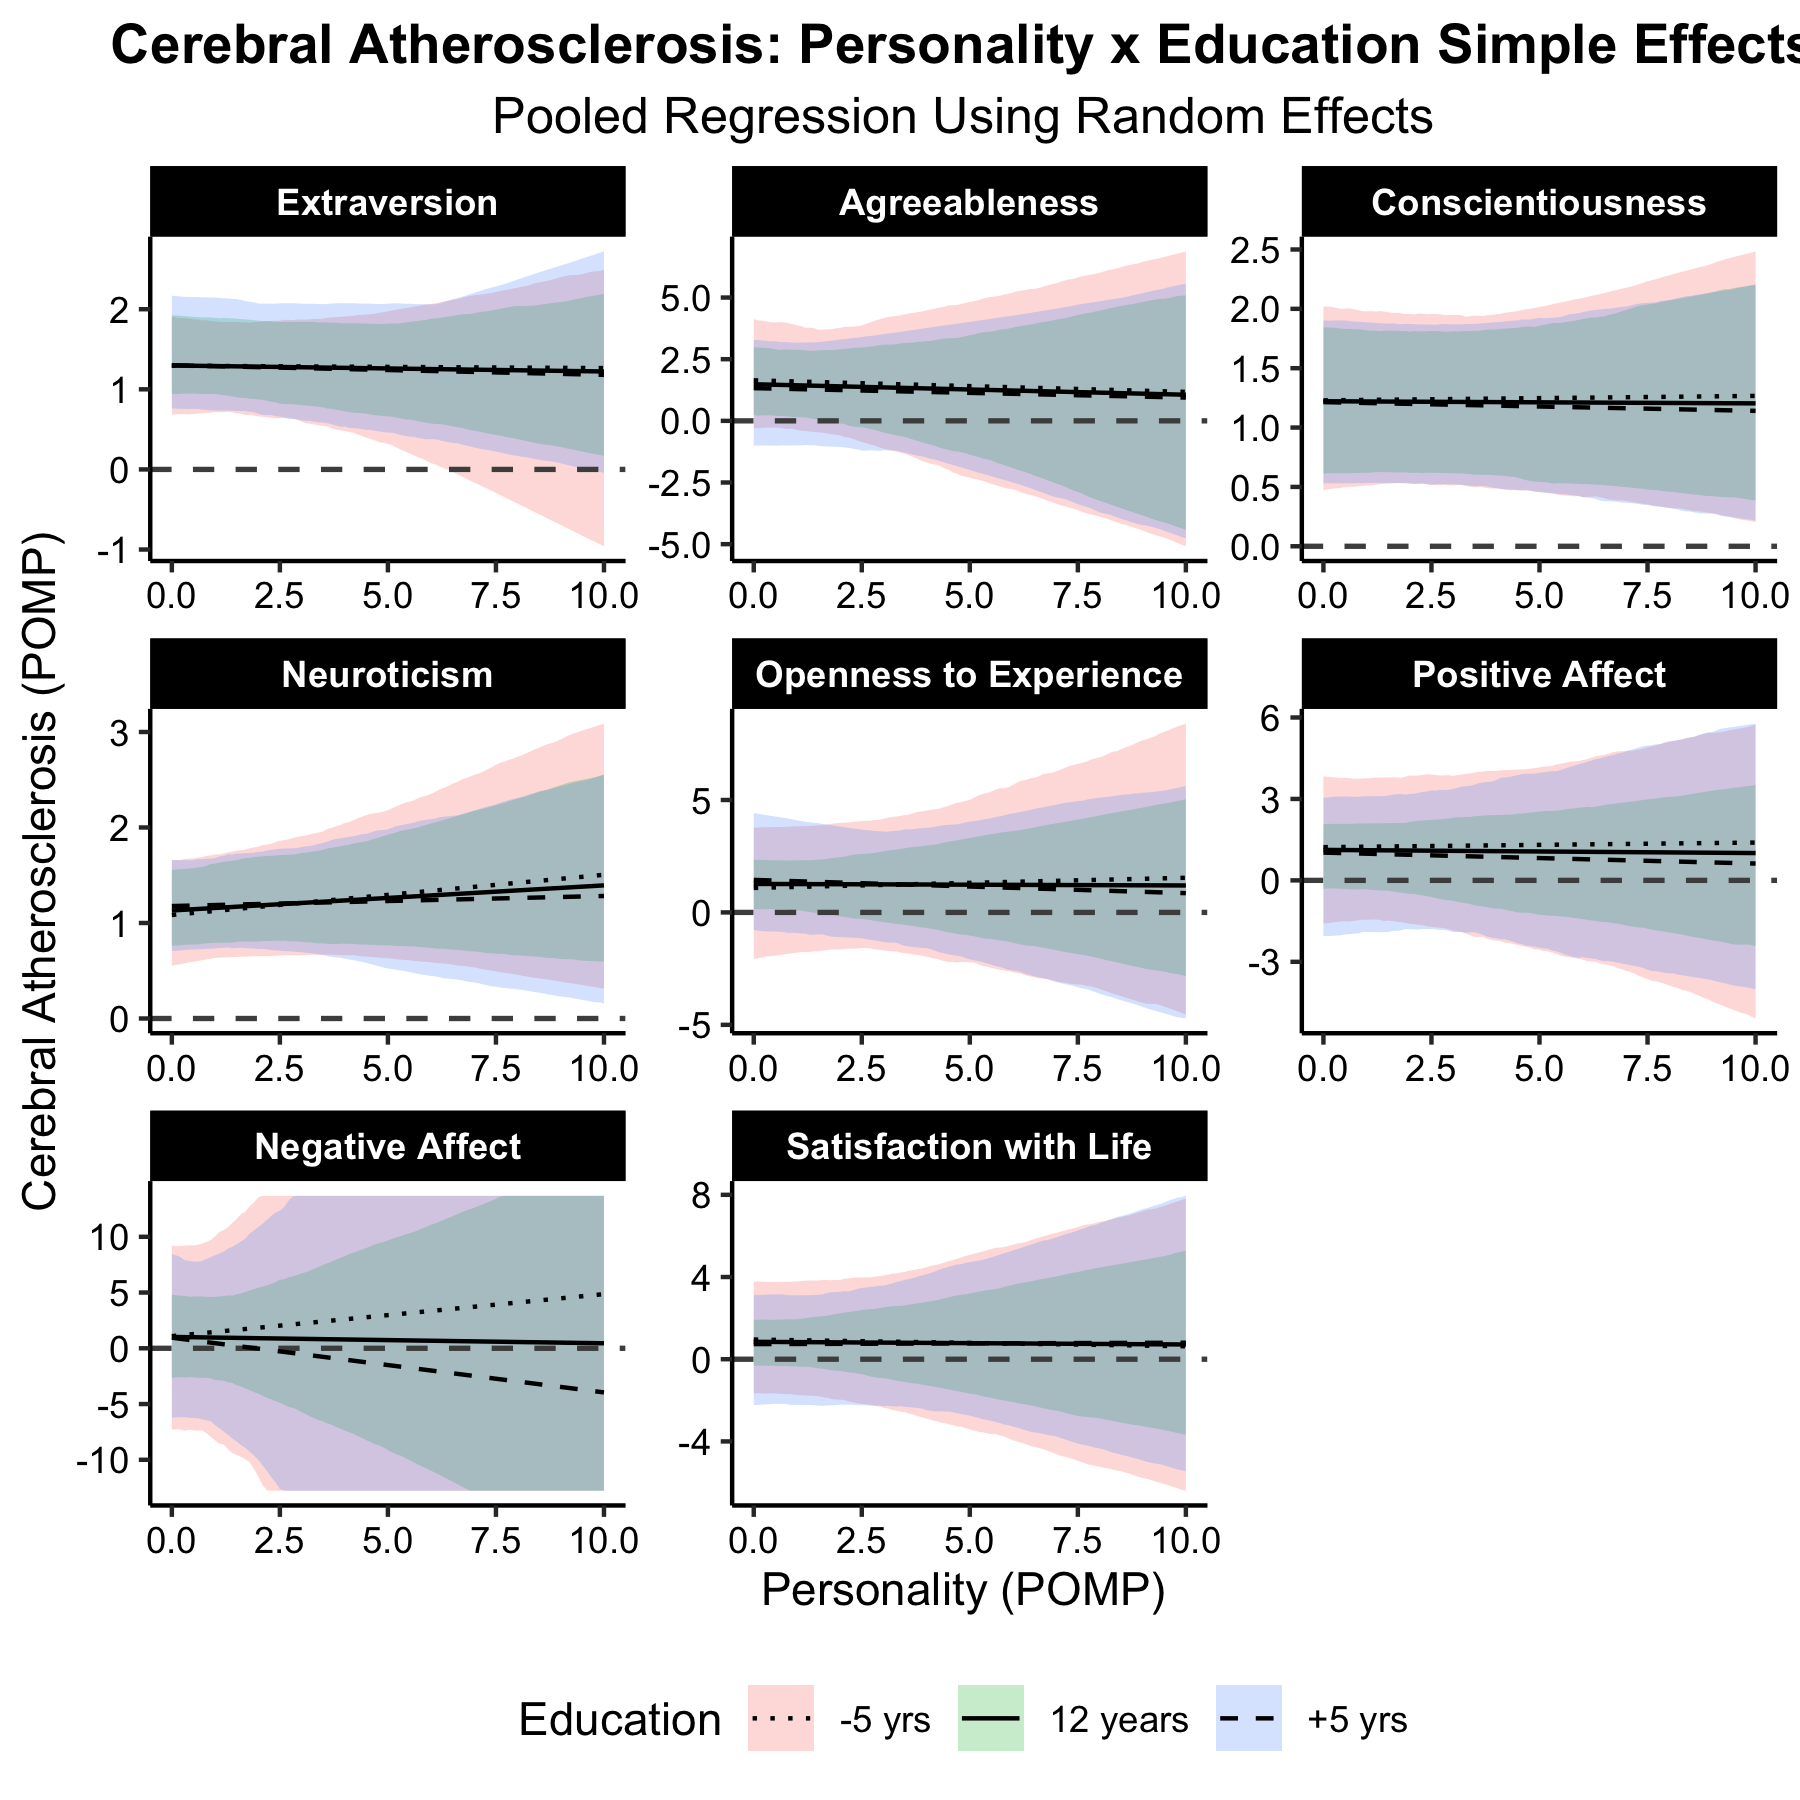 Cerebral Atherosclerosis: Personality x Education Simple Effects
Pooled Regression Using Random Effects
Cerebral Atherosclerosis (POMP)
Extraversion
2
1
0
-1
0.0 2.5 5.0 7.5 10.0
Agreeableness
5.0
2.5
0.0
-2.5
-5.0
0.0 2.5 5.0 7.5 10.0
Conscientiousness
2.5
2.0
1.5
1.0
0.5
0.0
0.0 2.5 5.0 7.5 10.0
Neuroticism
3
2
1
0
0.0 2.5 5.0 7.5 10.0
Openness to Experience
5
0
-5
0.0 2.5 5.0 7.5 10.0
Positive Affect
6
3
0
-3
0.0 2.5 5.0 7.5 10.0
Negative Affect
10
5
0
-5
-10
0.0 2.5 5.0 7.5 10.0
Satisfaction with Life
8
4
0
-4
0.0 2.5 5.0 7.5 10.0
Personality (POMP)
Education -5 yrs 12 years +5 yrs